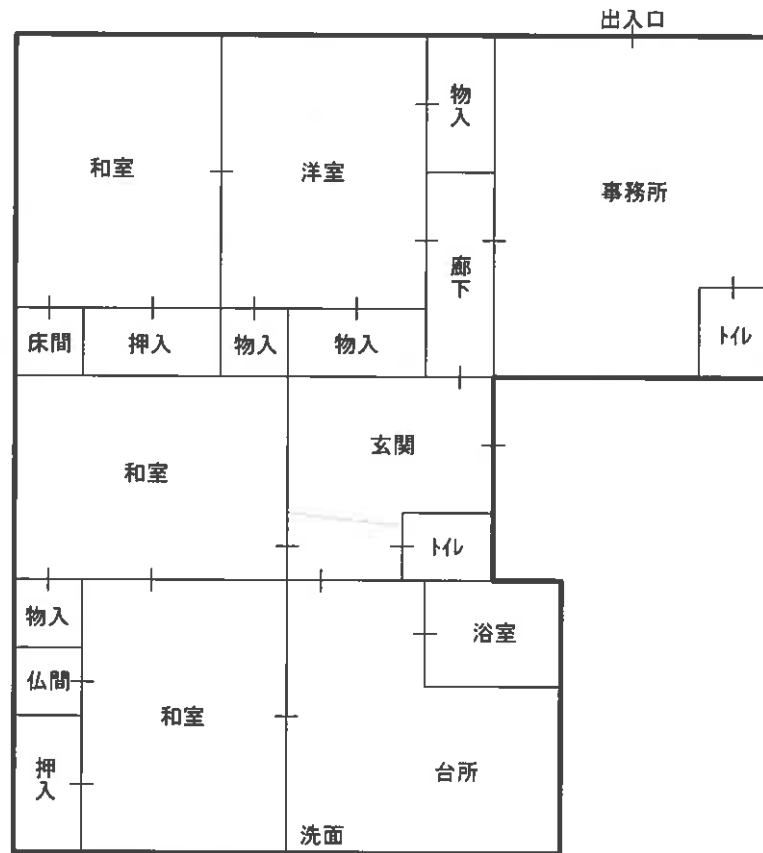 出入口
物入
和室
洋室
事務所
廊下
床間
押入
物入
物入
トイレ
玄関
和室
トイレ
物入
浴室
仏間
和室
押入
台所
洗面